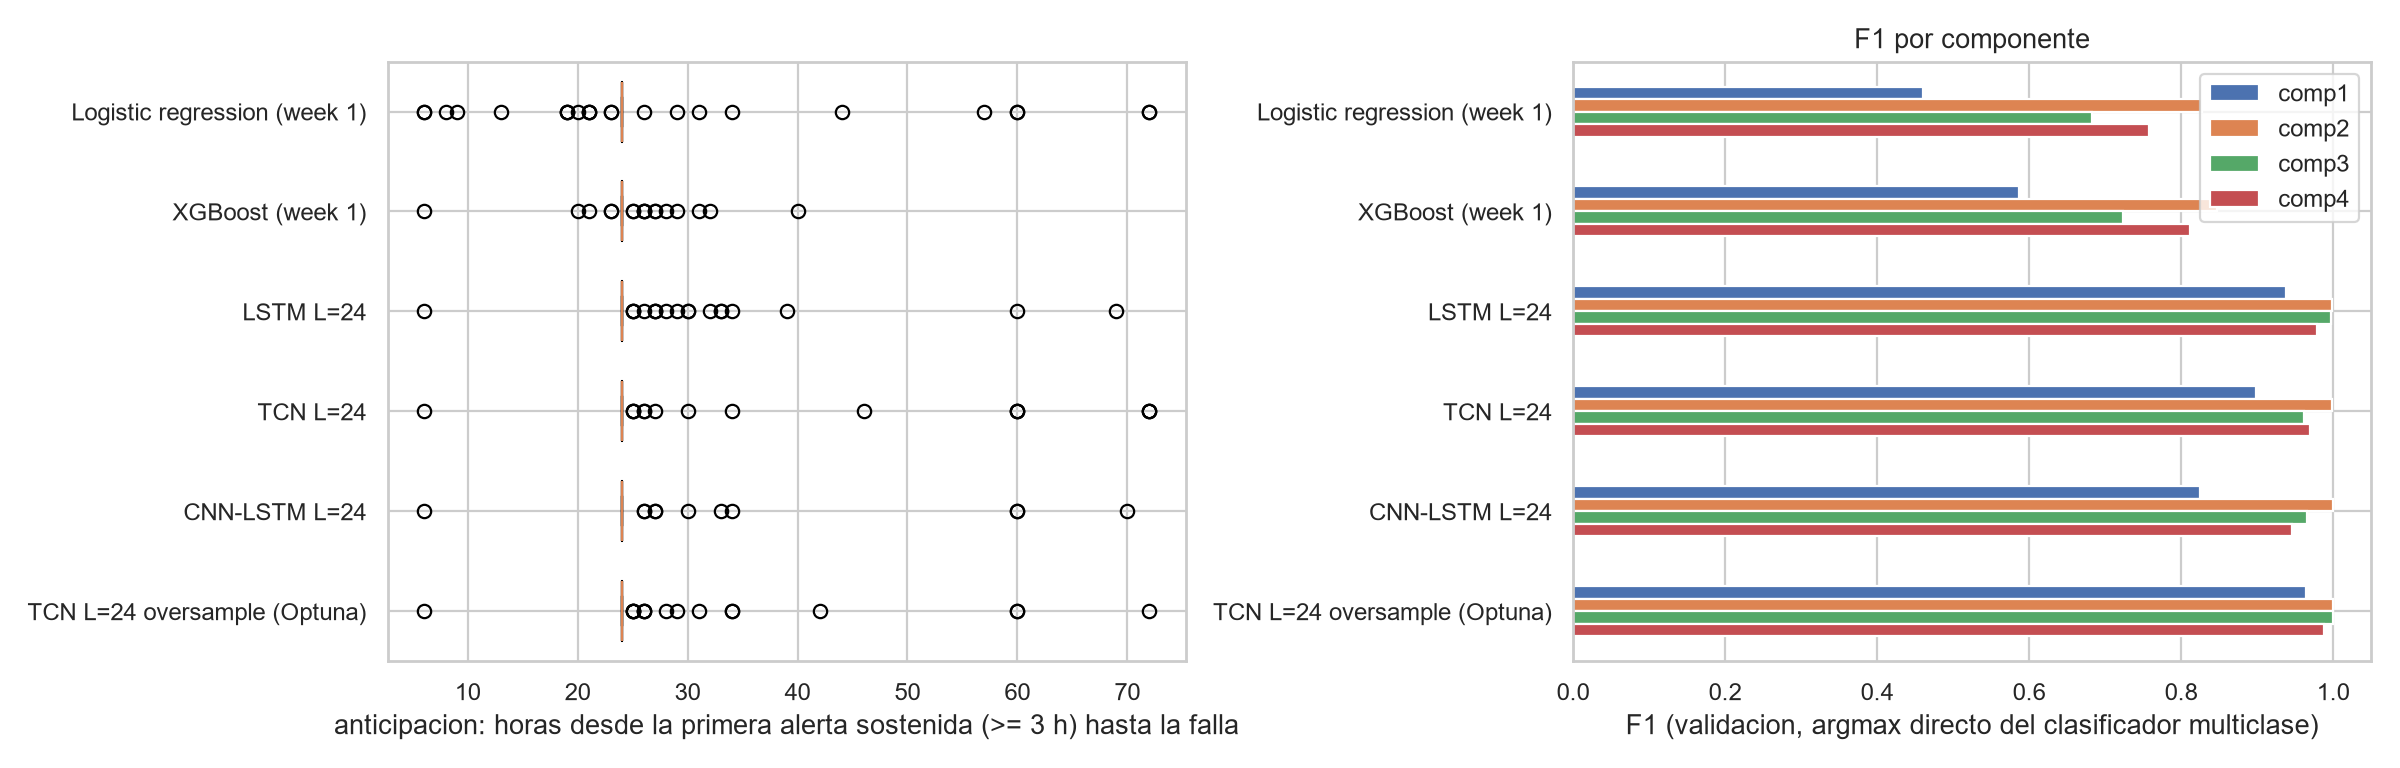 Logistic regression (week 1)
XGBoost (week 1)
LSTM L=24
TCN L=24
CNN-LSTM L=24
TCN L=24 oversample (Optuna)
10 20 30 40 50 60 70
anticipacion: horas desde la primera alerta sostenida (>= 3 h) hasta la falla
F1 por componente
Logistic regression (week 1)
XGBoost (week 1)
LSTM L=24
TCN L=24
CNN-LSTM L=24
TCN L=24 oversample (Optuna)
comp1
comp2
comp3
comp4
0.0 0.2 0.4 0.6 0.8 1.0
F1 (validacion, argmax directo del clasificador multiclase)